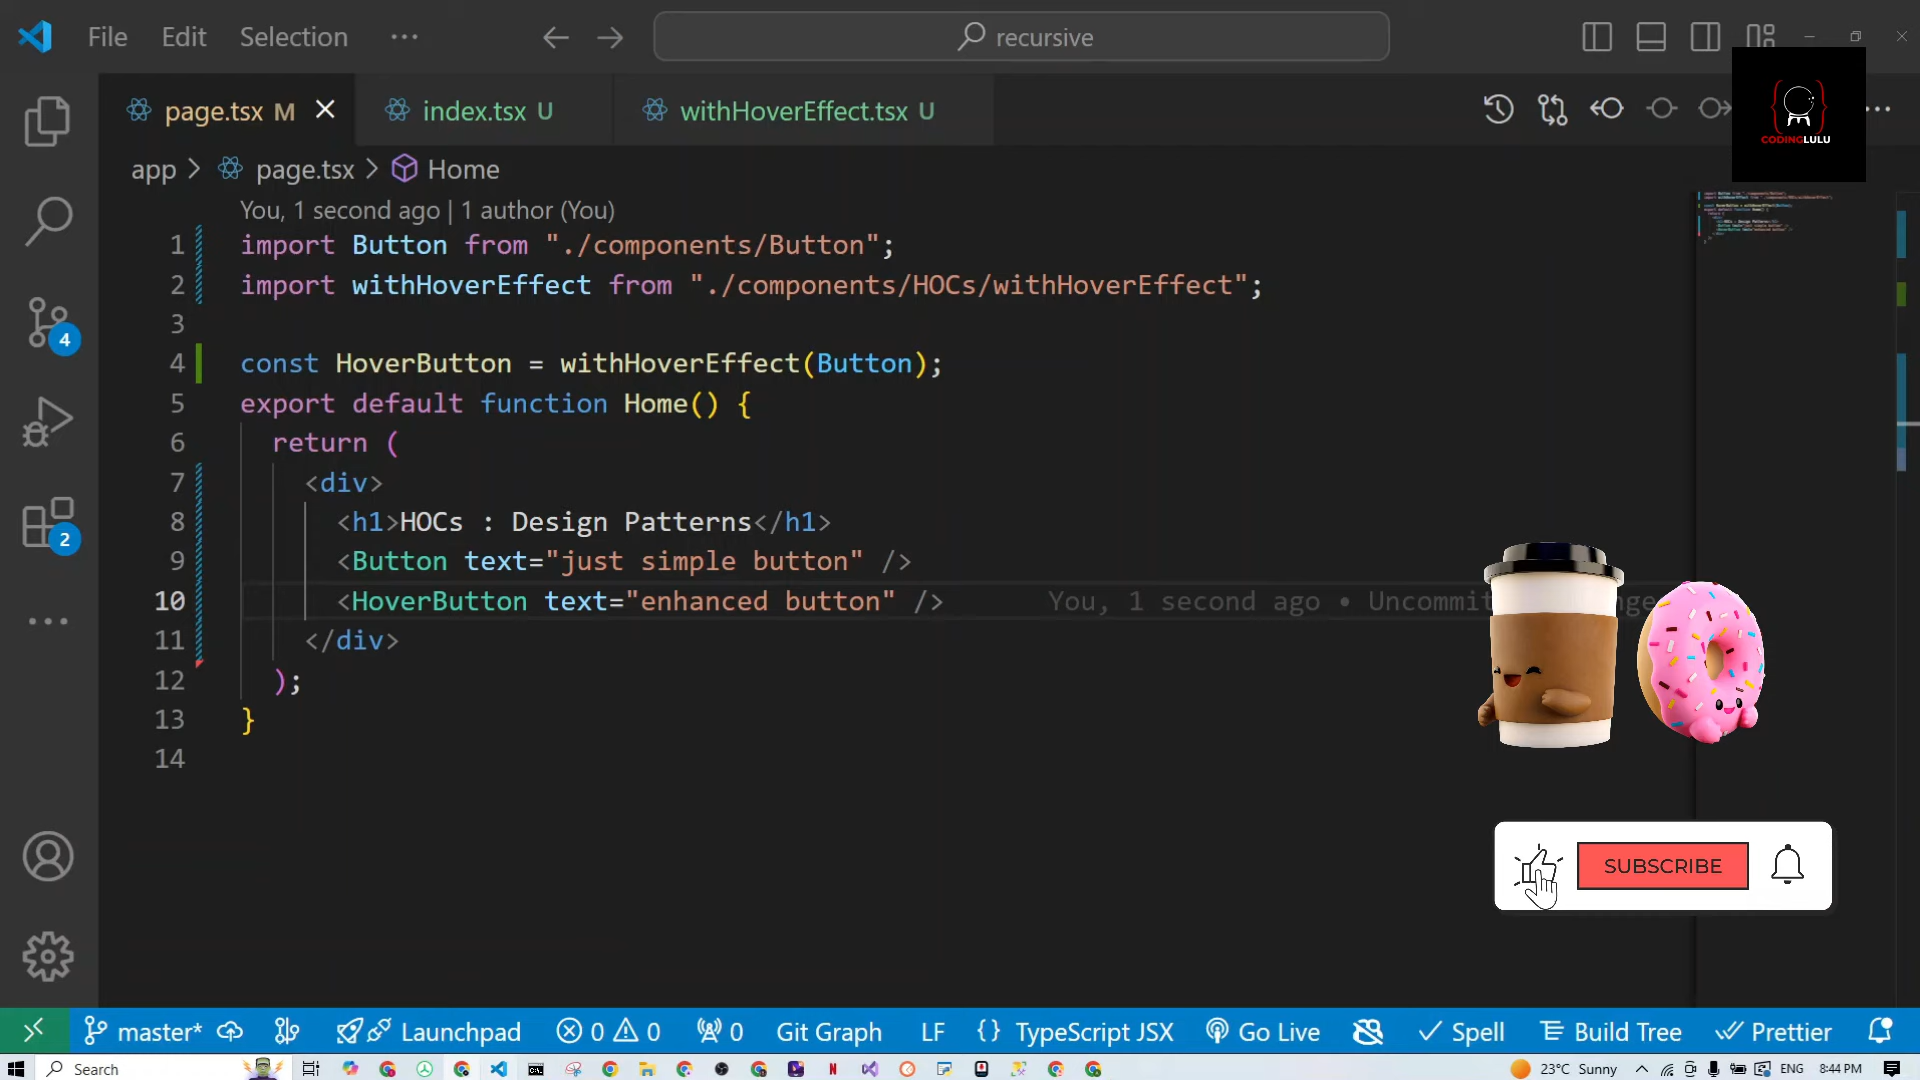 File Edit Selection ···
recursive
page.tsx M
index.tsx U
withHoverEffect.tsx U
CODINGLULU
app > page.tsx > Home
You, 1 second ago | 1 author (You)
1 import Button from "./components/Button";
2 import withHoverEffect from "./components/HOCs/withHoverEffect";
3
4 const HoverButton = withHoverEffect(Button);
5 export default function Home() {
6 return (
7 <div>
8 <h1>HOCs : Design Patterns</h1>
9 <Button text="just simple button" />
10 <HoverButton text="enhanced button" /> You, 1 second ago • Uncommit
11 </div>
12 );
13 }
14
4
2
SUBSCRIBE
master* Launchpad 0 0 0 Git Graph LF {} TypeScript JSX Go Live Spell Build Tree Prettier
Search 23°C Sunny ENG 8:44 PM